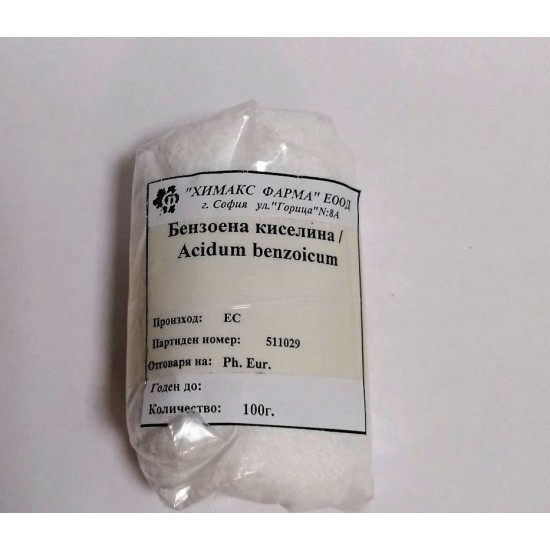 "ХИМАКС ФАРМА" ЕООД
г. София ул."Горица"N:8А
Бензоена киселина /
Acidum benzoicum
Произход: ЕС
Партиден номер: 511029
Отговаря на: Ph. Eur.
Годен до:
Количество: 100г.